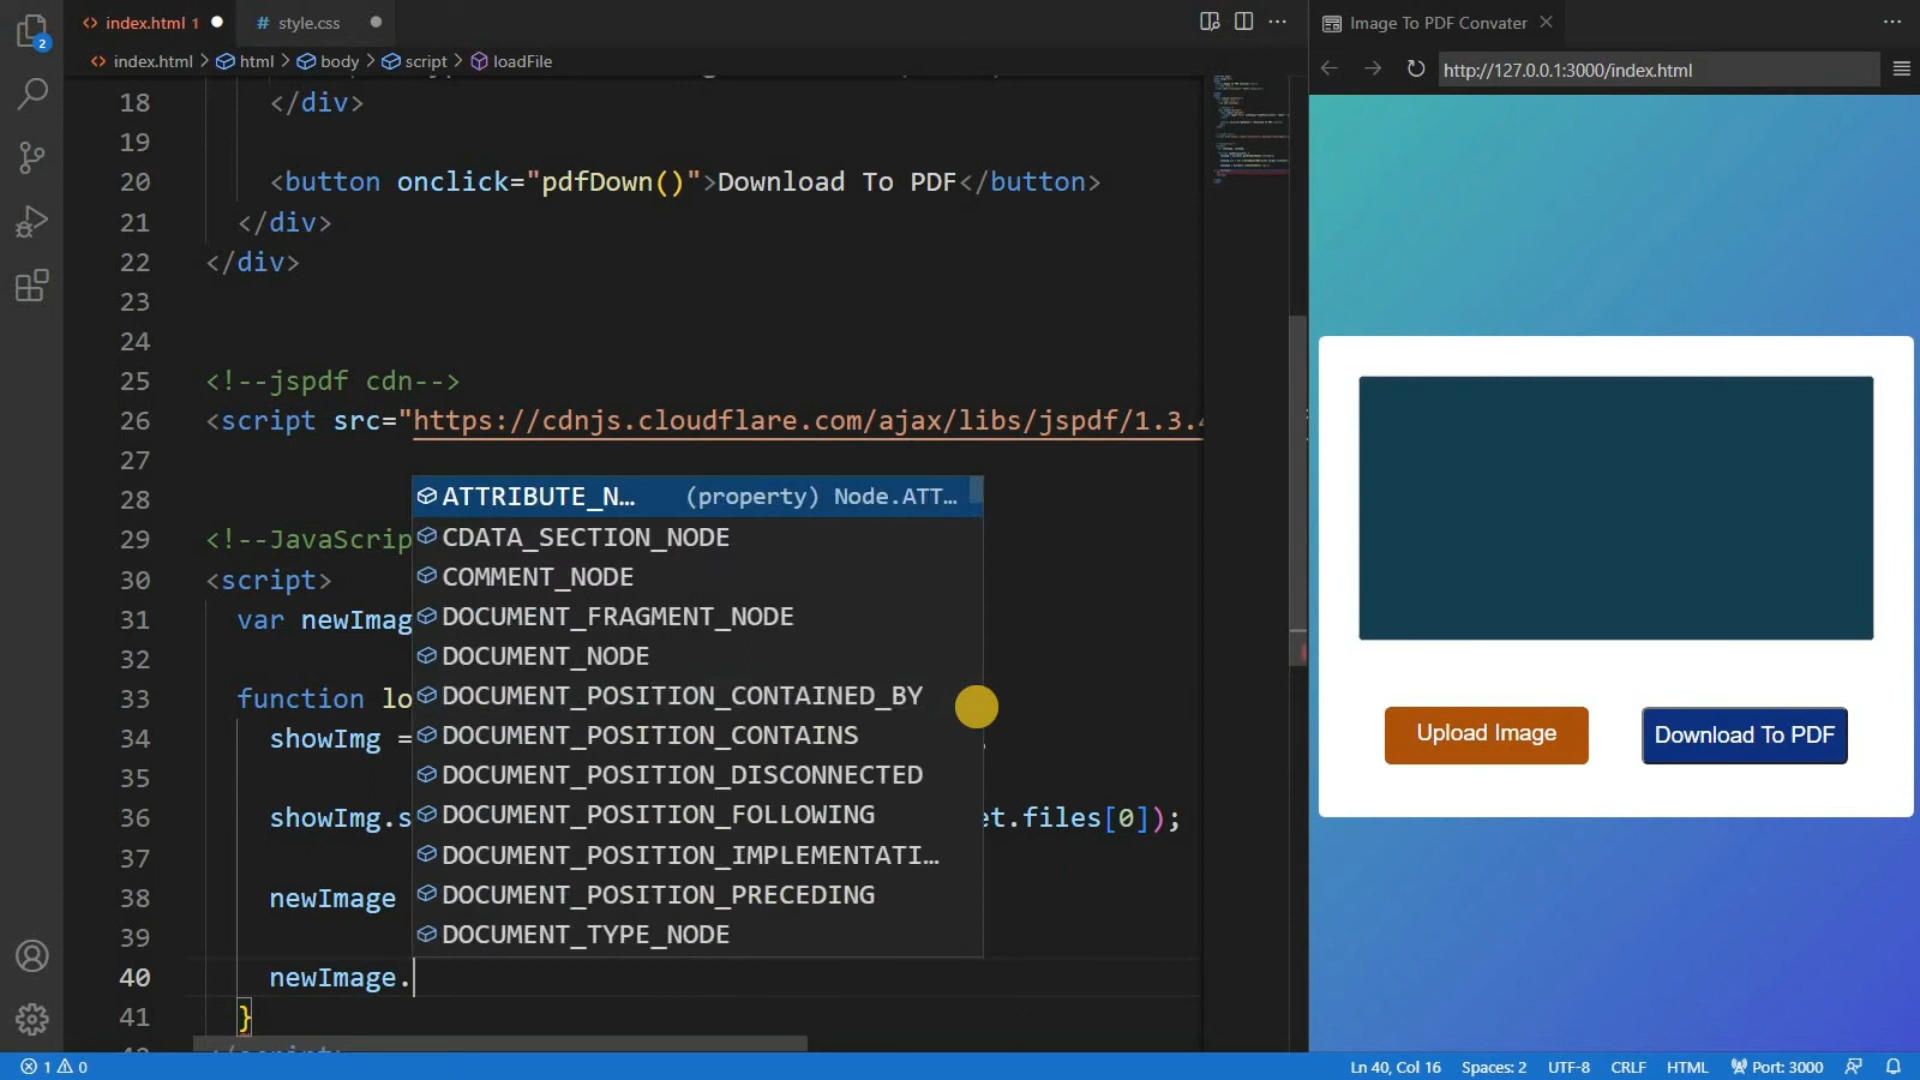 index.html 1
style.css
index.html > html > body > script > loadFile
18 </div>
19
20 <button onclick="pdfDown()">Download To PDF</button>
21 </div>
22 </div>
23
24
25 <!--jspdf cdn-->
26 <script src="https://cdnjs.cloudflare.com/ajax/libs/jspdf/1.3.4
27
28
29 <!--JavaScrip
30 <script>
31 var newImag
32
33 function lo
34 showImg =
35
36 showImg.s et.files[0]);
37
38 newImage
39
40 newImage.
41 }
ATTRIBUTE_N... (property) Node.ATT...
CDATA_SECTION_NODE
COMMENT_NODE
DOCUMENT_FRAGMENT_NODE
DOCUMENT_NODE
DOCUMENT_POSITION_CONTAINED_BY
DOCUMENT_POSITION_CONTAINS
DOCUMENT_POSITION_DISCONNECTED
DOCUMENT_POSITION_FOLLOWING
DOCUMENT_POSITION_IMPLEMENTATI...
DOCUMENT_POSITION_PRECEDING
DOCUMENT_TYPE_NODE
Image To PDF Convater
http://127.0.0.1:3000/index.html
Upload Image
Download To PDF
2
1 0
Ln 40, Col 16 Spaces: 2 UTF-8 CRLF HTML Port: 3000